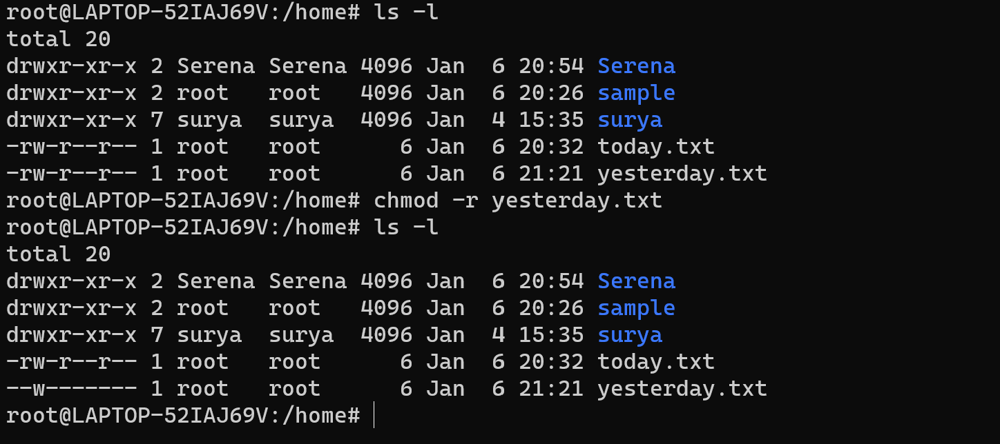 root@LAPTOP-52IAJ69V:/home# ls -l
total 20
drwxr-xr-x 2 Serena Serena 4096 Jan  6 20:54 Serena
drwxr-xr-x 2 root   root   4096 Jan  6 20:26 sample
drwxr-xr-x 7 surya  surya  4096 Jan  4 15:35 surya
-rw-r--r-- 1 root   root      6 Jan  6 20:32 today.txt
-rw-r--r-- 1 root   root      6 Jan  6 21:21 yesterday.txt
root@LAPTOP-52IAJ69V:/home# chmod -r yesterday.txt
root@LAPTOP-52IAJ69V:/home# ls -l
total 20
drwxr-xr-x 2 Serena Serena 4096 Jan  6 20:54 Serena
drwxr-xr-x 2 root   root   4096 Jan  6 20:26 sample
drwxr-xr-x 7 surya  surya  4096 Jan  4 15:35 surya
-rw-r--r-- 1 root   root      6 Jan  6 20:32 today.txt
--w------- 1 root   root      6 Jan  6 21:21 yesterday.txt
root@LAPTOP-52IAJ69V:/home#